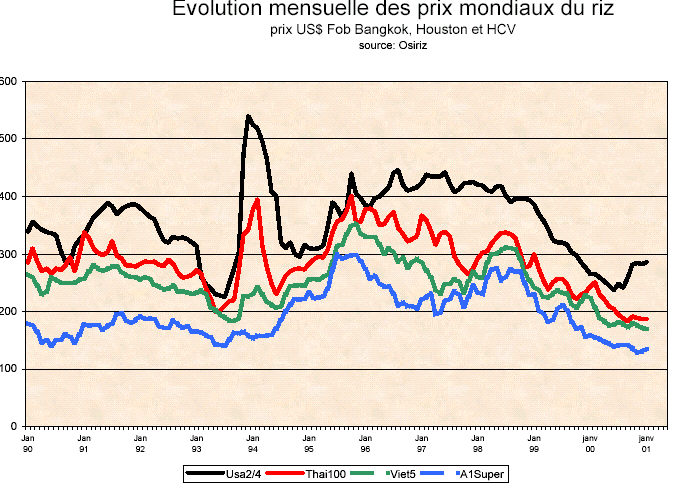 Evolution mensuelle des prix mondiaux du riz
prix US$ Fob Bangkok, Houston et HCV
source: Osiriz
600
500
400
300
200
100
0
Jan Jan Jan Jan Jan Jan Jan Jan Jan Jan janv janv
90 91 92 93 94 95 96 97 98 99 00 01
Usa2/4 Thai100 Viet5 A1Super